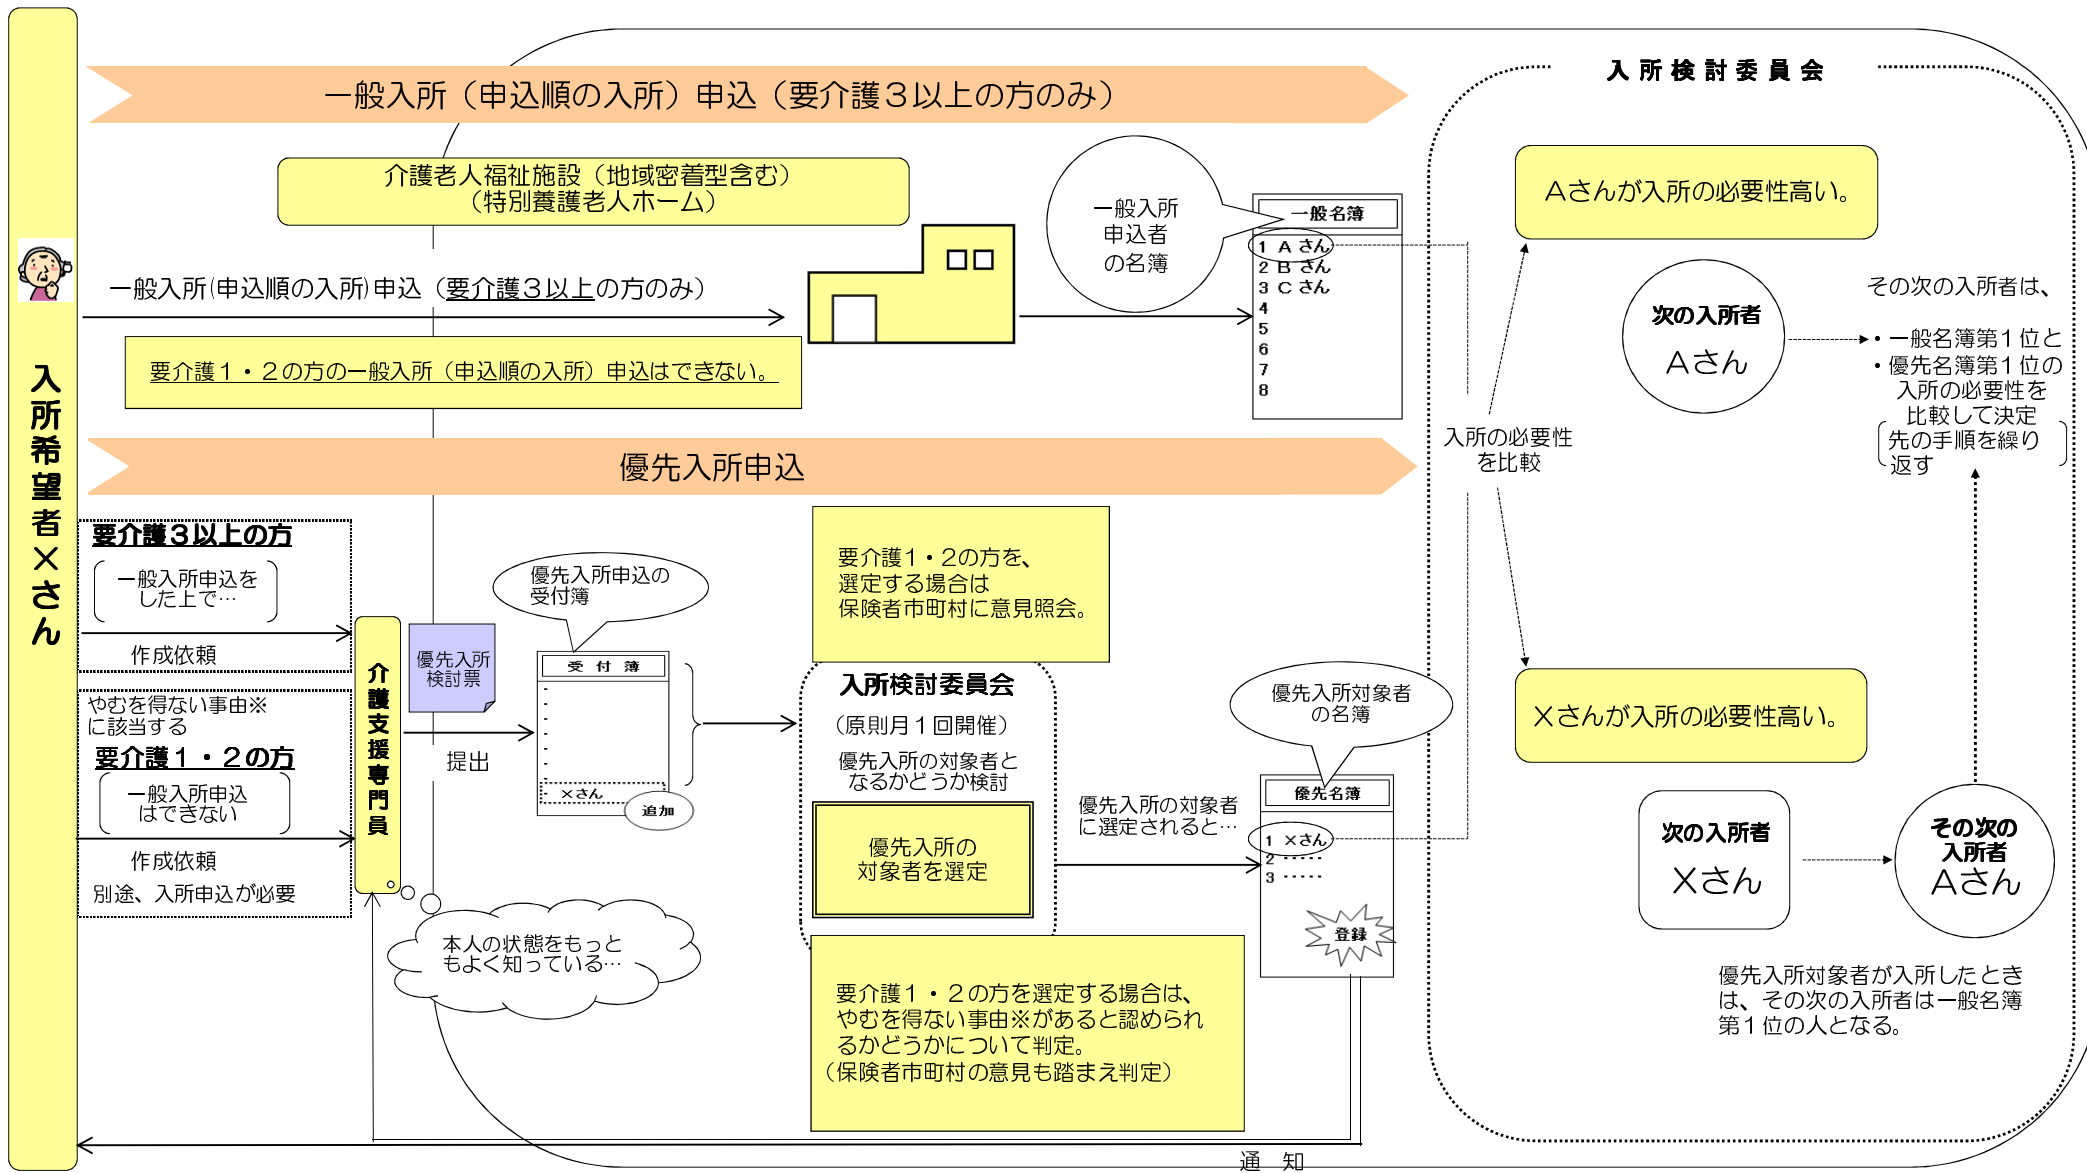 入所検討委員会
一般入所（申込順の入所）申込（要介護３以上の方のみ）
介護老人福祉施設（地域密着型含む）
（特別養護老人ホーム）
一般入所
申込者
の名簿
一般名簿
1 A さん
2 B さん
3 C さん
4
5
6
7
8
一般入所(申込順の入所)申込（要介護３以上の方のみ）
要介護１・２の方の一般入所（申込順の入所）申込はできない。
入所希望者Ｘさん
優先入所申込
要介護３以上の方
一般入所申込を
した上で…
作成依頼
やむを得ない事由※
に該当する
要介護１・２の方
一般入所申込
はできない
作成依頼
別途、入所申込が必要
介護支援専門員
優先入所
検討票
提出
優先入所申込の
受付簿
受付簿
-
-
-
-
-
- Ｘさん
追加
本人の状態をもっと
もよく知っている…
要介護１・２の方を、
選定する場合は
保険者市町村に意見照会。
入所検討委員会
（原則月１回開催）
優先入所の対象者と
なるかどうか検討
優先入所の
対象者を選定
要介護１・２の方を選定する場合は、
やむを得ない事由※があると認められ
るかどうかについて判定。
（保険者市町村の意見も踏まえ判定）
優先入所の対象者
に選定されると…
優先入所対象者
の名簿
優先名簿
1 Ｘさん
2 ‥‥‥
3 ‥‥‥
登録
通　知
入所の必要性
を比較
Ａさんが入所の必要性高い。
次の入所者
Ａさん
その次の入所者は、
・一般名簿第１位と
・優先名簿第１位の
入所の必要性を
比較して決定
先の手順を繰り
返す
Ｘさんが入所の必要性高い。
次の入所者
Ｘさん
その次の
入所者
Ａさん
優先入所対象者が入所したとき
は、その次の入所者は一般名簿
第１位の人となる。